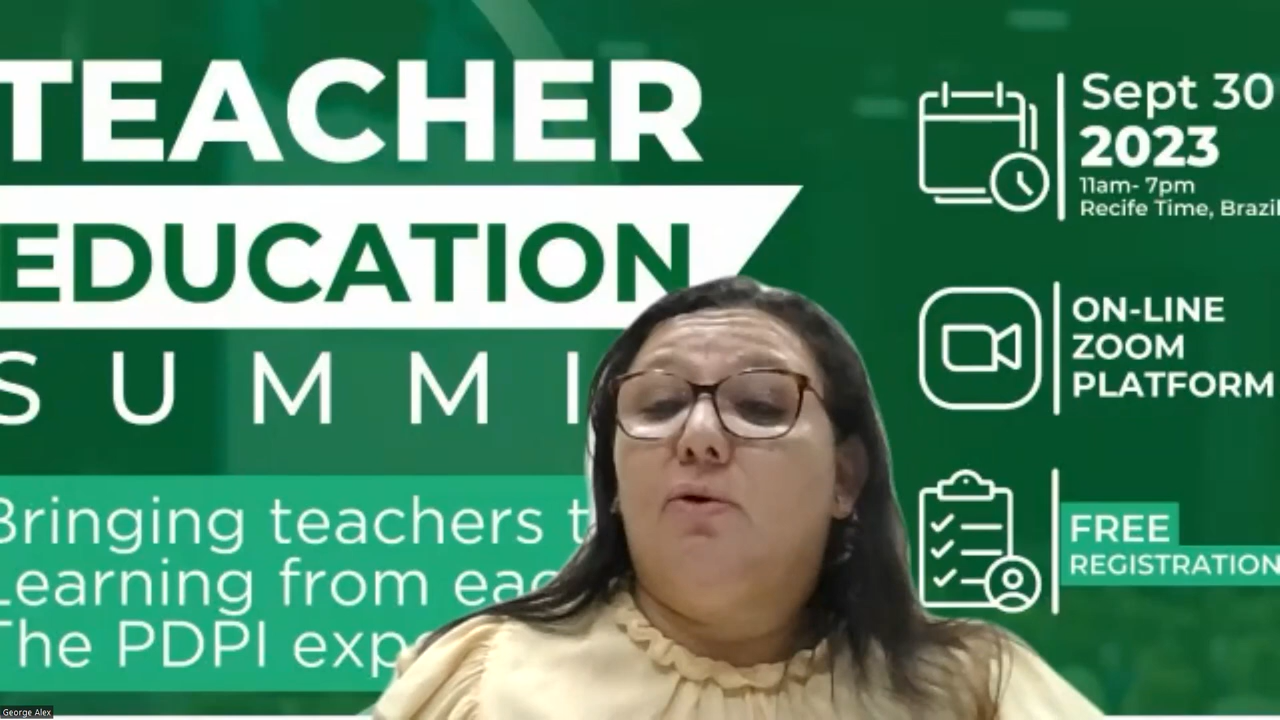 TEACHER
EDUCATION
SUMMI
Bringing teachers t
Learning from eac
The PDPI exp
Sept 30
2023
11am- 7pm
Recife Time, Brazil
ON-LINE
ZOOM
PLATFORM
FREE
REGISTRATION
George Alex